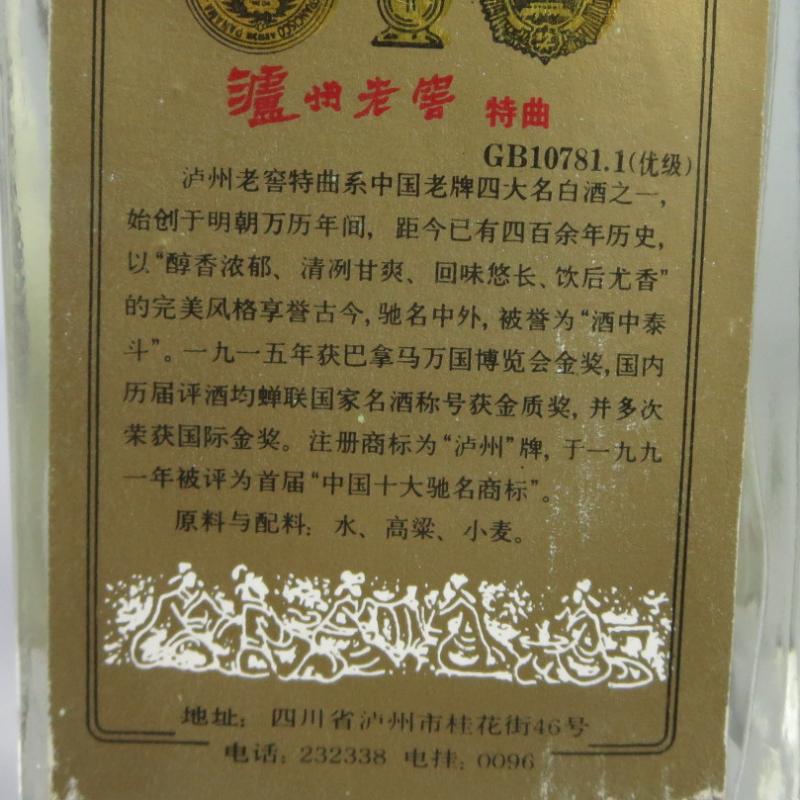 泸州老窖 特曲
GB10781.1(优级)
泸州老窖特曲系中国老牌四大名白酒之一,
始创于明朝万历年间, 距今已有四百余年历史,
以“醇香浓郁、清冽甘爽、回味悠长、饮后尤香”
的完美风格享誉古今, 驰名中外, 被誉为“酒中泰
斗”。一九一五年获巴拿马万国博览会金奖, 国内
历届评酒均蝉联国家名酒称号获金质奖, 并多次
荣获国际金奖。注册商标为“泸州”牌, 于一九九
一年被评为首届“中国十大驰名商标”。
原料与配料: 水、高粱、小麦。
地址: 四川省泸州市桂花街46号
电话: 232338 电挂: 0096